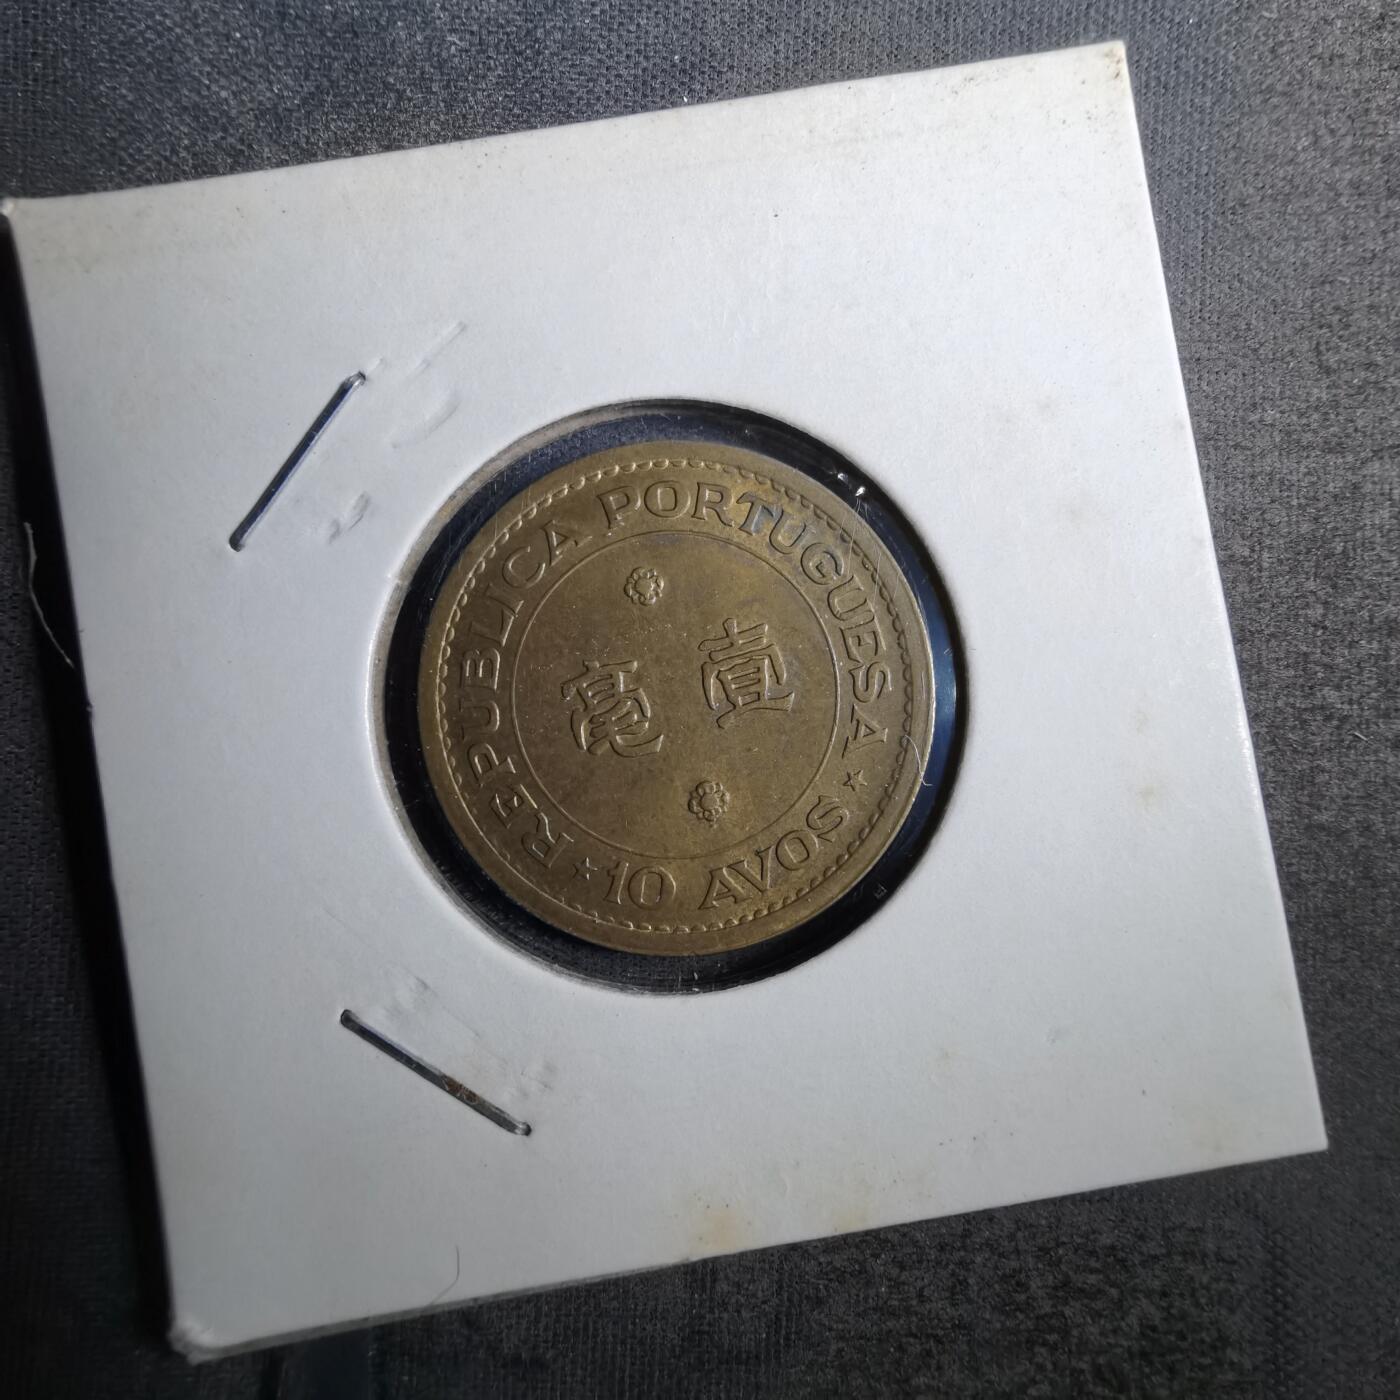 REPUBLICA PORTUGUESA
毫 壹
★ 10 AVOS ★